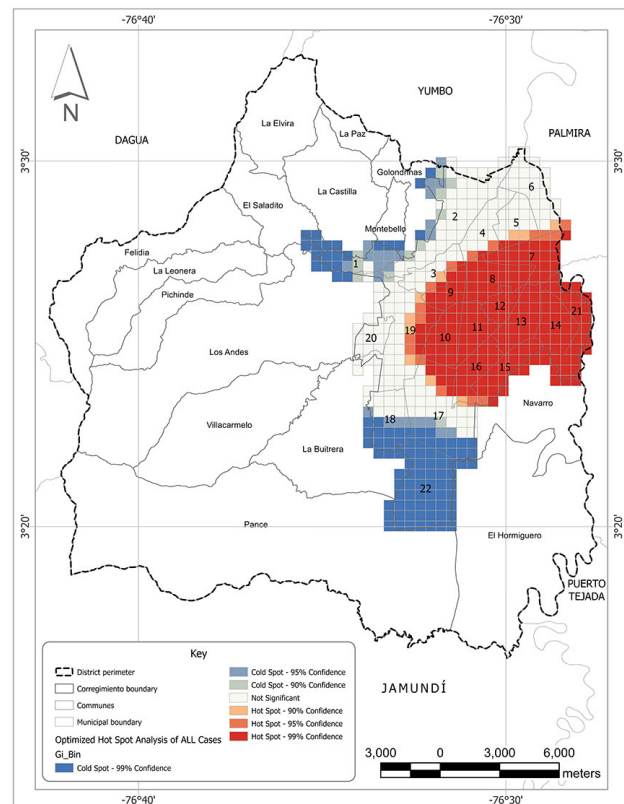 -76°40'
-76°30'
N
YUMBO
DAGUA
PALMIRA
3°30'
3°30'
La Elvira
La Paz
Golondrinas
6
La Castilla
El Saladito
2
5
4
Montebello
Felidia
1
7
La Leonera
3
8
Pichinde
9
12
21
13
14
19
11
20
10
Los Andes
16
15
Navarro
18
17
Villacarmelo
La Buitrera
22
3°20'
3°20'
Pance
El Hormiguero
PUERTO
TEJADA
JAMUNDÍ
Key
District perimeter
Corregimiento boundary
Communes
Municipal boundary
Optimized Hot Spot Analysis of ALL Cases
Gi_Bin
Cold Spot - 99% Confidence
Cold Spot - 95% Confidence
Cold Spot - 90% Confidence
Not Significant
Hot Spot - 90% Confidence
Hot Spot - 95% Confidence
Hot Spot - 99% Confidence
3,000 0 3,000 6,000
meters
-76°40'
-76°30'